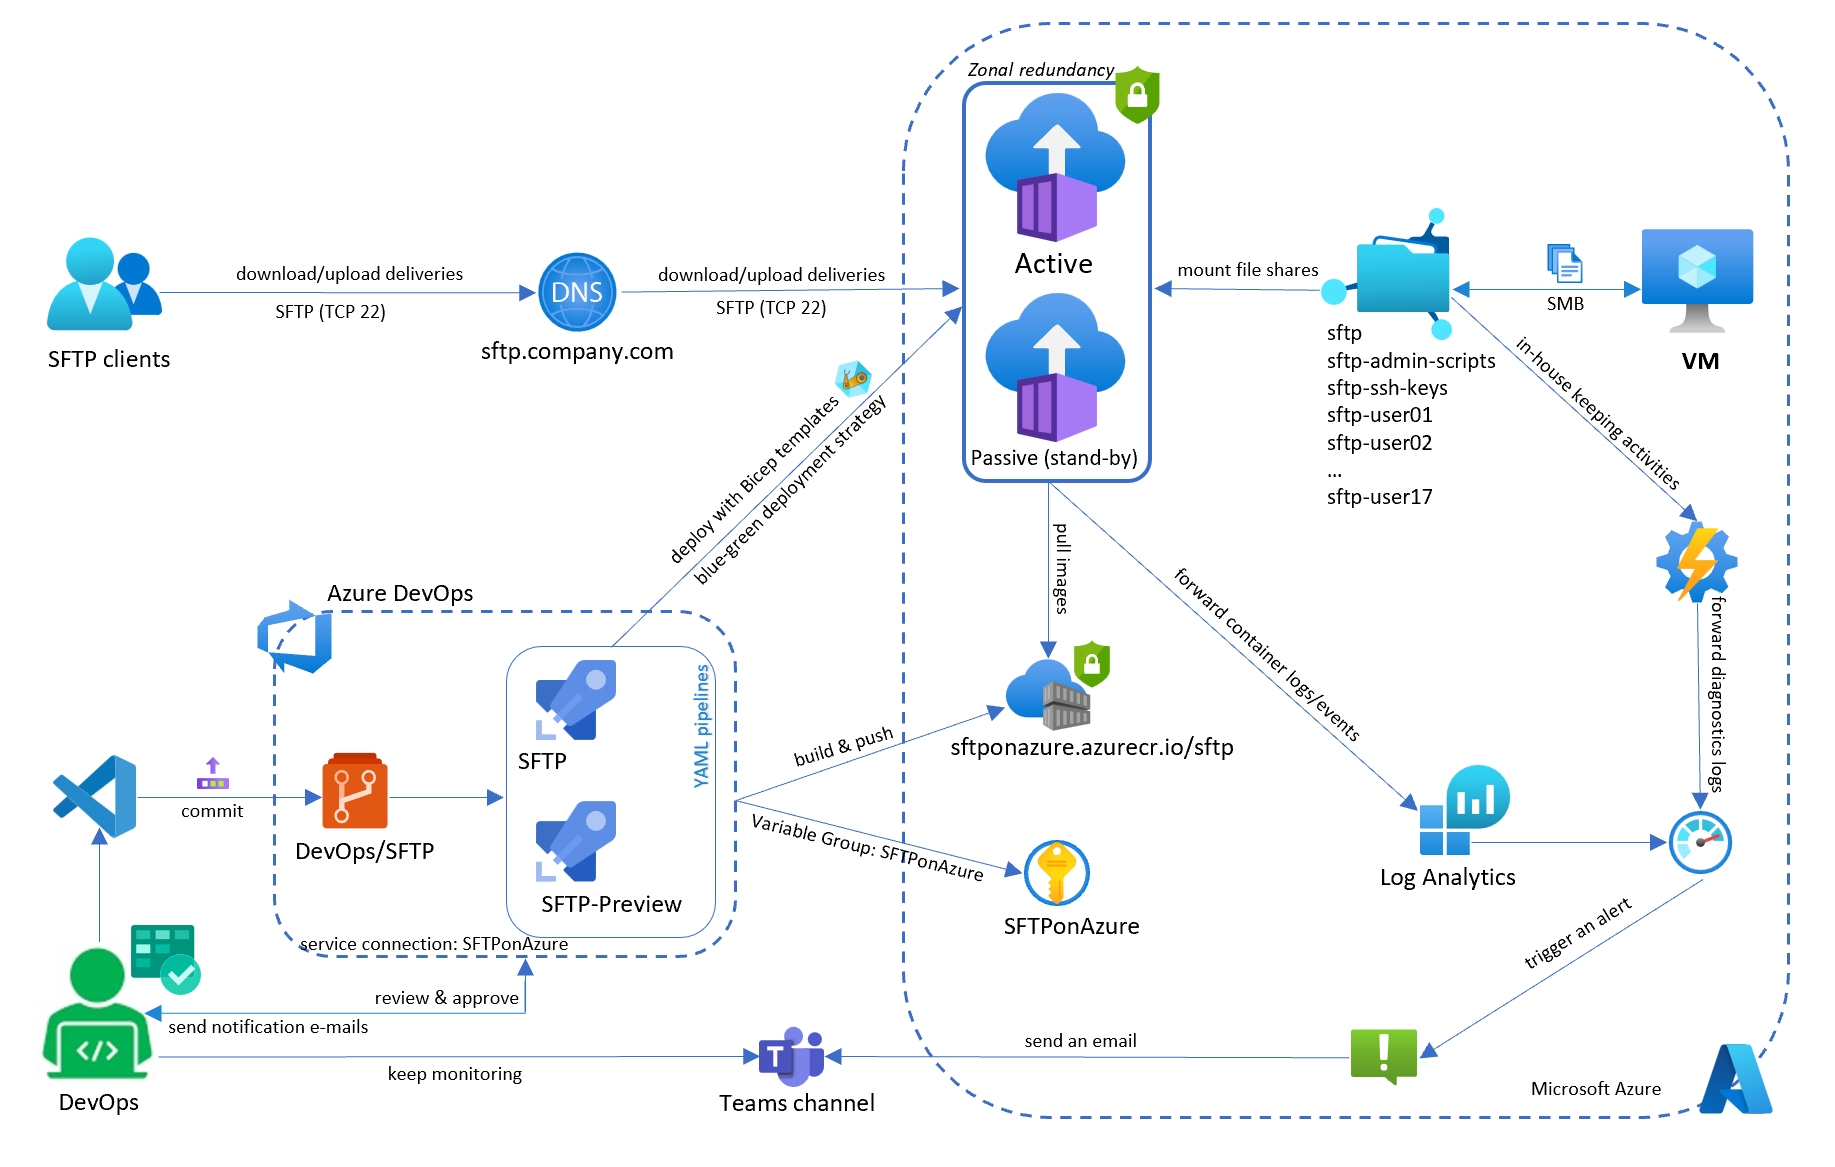 Zonal redundancy
Active
Passive (stand-by)
download/upload deliveries
SFTP (TCP 22)
SFTP clients
DNS
sftp.company.com
download/upload deliveries
SFTP (TCP 22)
mount file shares
SMB
VM
sftp
sftp-admin-scripts
sftp-ssh-keys
sftp-user01
sftp-user02
...
sftp-user17
in-house keeping activities
deploy with Bicep templates
blue-green deployment strategy
pull images
forward container logs/events
forward diagnostics logs
Azure DevOps
YAML pipelines
SFTP
SFTP-Preview
commit
DevOps/SFTP
service connection: SFTPonAzure
build & push
sftponazure.azurecr.io/sftp
Variable Group: SFTPonAzure
SFTPonAzure
Log Analytics
trigger an alert
review & approve
send notification e-mails
</>
DevOps
keep monitoring
T
Teams channel
send an email
!
Microsoft Azure